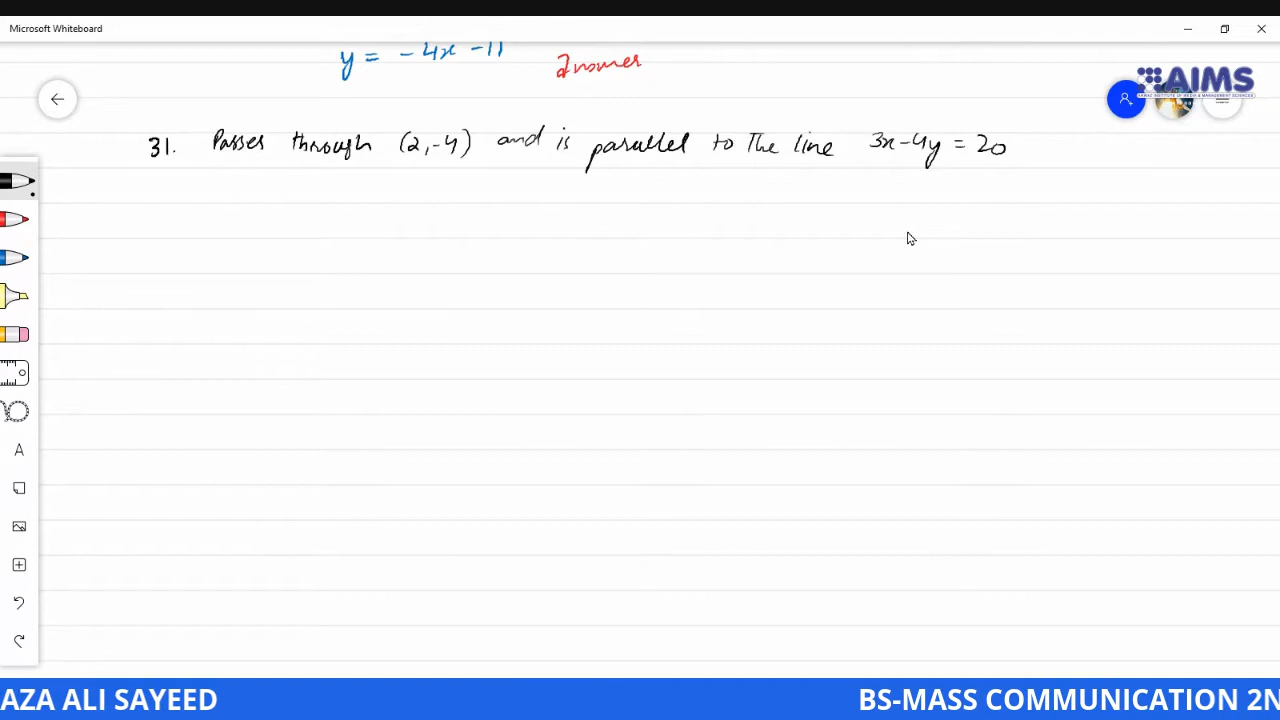 Microsoft Whiteboard
y = -4x -11 Answer
AIMS
31. Passes through (2,-4) and is parallel to The line 3x-4y = 20
A
AZA ALI SAYEED BS-MASS COMMUNICATION 2N